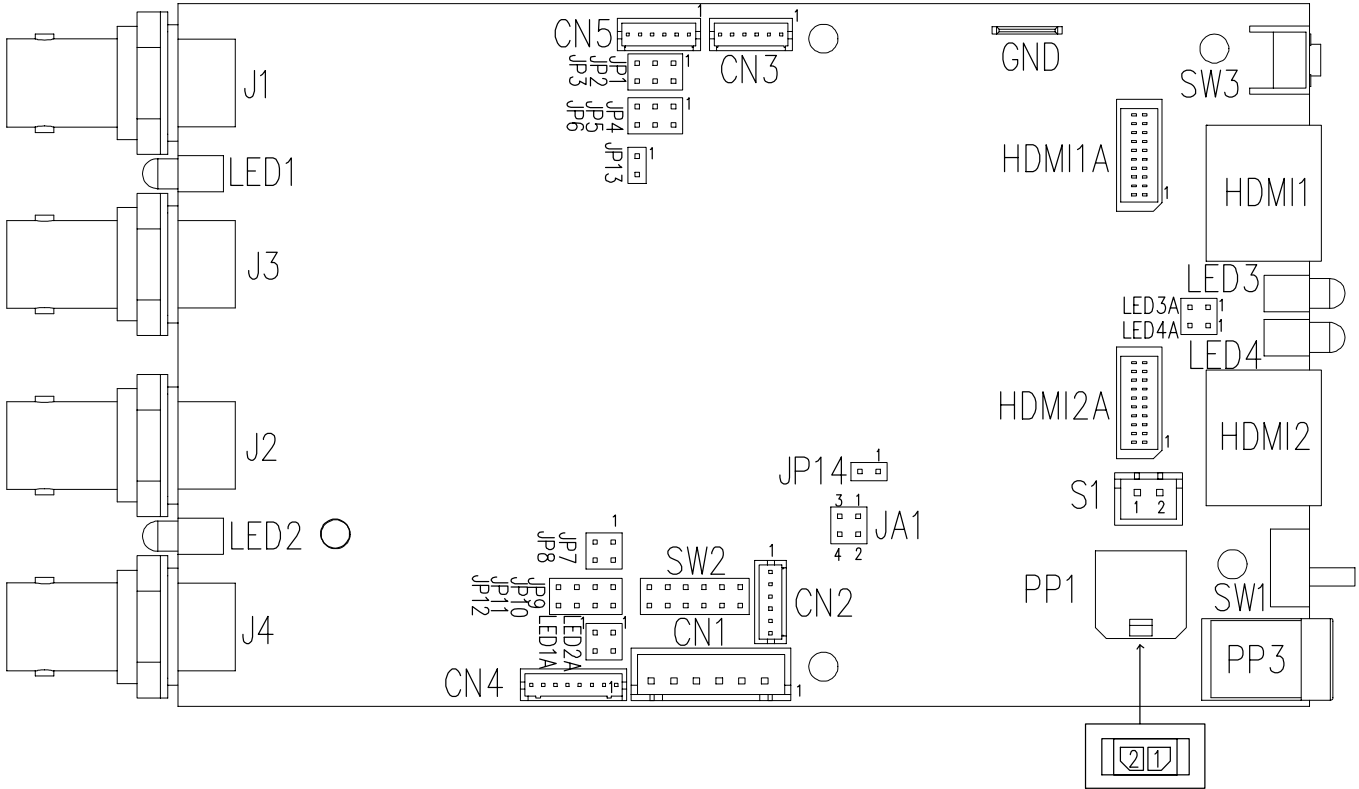 CN5
1
1
CN3
GND
SW3
J1
JP3
JP2
JP1
1
JP6
JP5
JP4
1
JP13
1
HDMI1A
1
HDMI1
LED1
J3
LED3
LED3A
1
LED4A
1
LED4
HDMI2A
1
HDMI2
J2
JP14
1
S1
1 2
3 1
JA1
4 2
LED2
JP8
JP7
1
SW2
1
CN2
PP1
SW1
JP12
JP11
JP10
JP9
J4
LED1A
1
LED2A
1
CN1
CN4
1
1
PP3
2 1